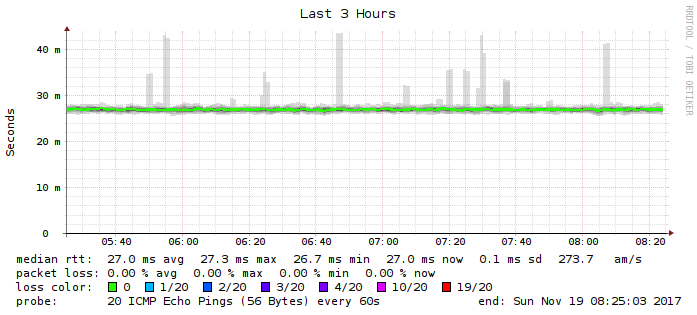 Last 3 Hours
RRDTOOL / TOBI OETIKER
Seconds
40 m
30 m
20 m
10 m
0
05:40 06:00 06:20 06:40 07:00 07:20 07:40 08:00 08:20
median rtt: 27.0 ms avg 27.3 ms max 26.7 ms min 27.0 ms now 0.1 ms sd 273.7 am/s
packet loss: 0.00 % avg 0.00 % max 0.00 % min 0.00 % now
loss color: 0 1/20 2/20 3/20 4/20 10/20 19/20
probe: 20 ICMP Echo Pings (56 Bytes) every 60s end: Sun Nov 19 08:25:03 2017